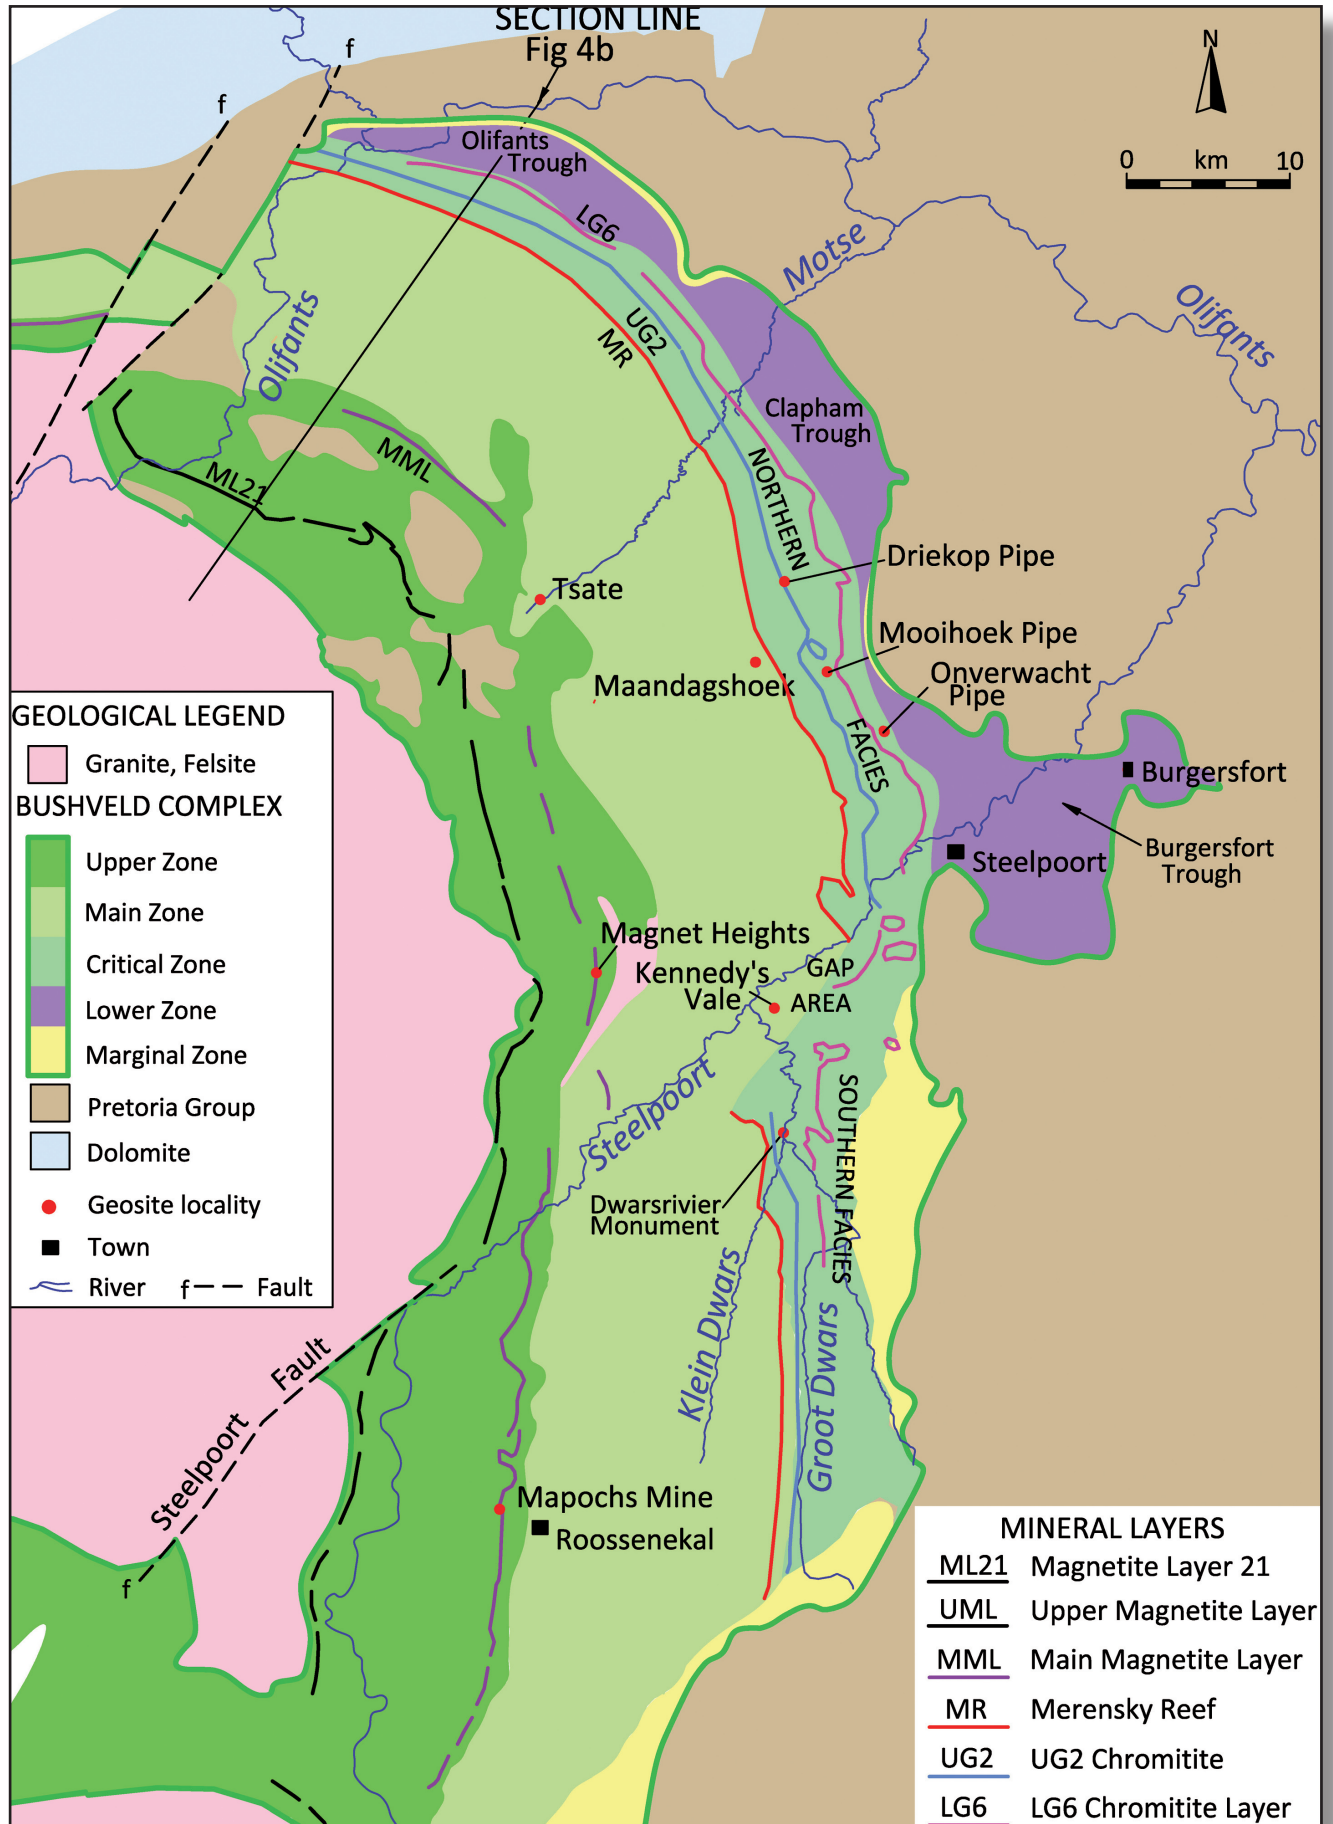 SECTION LINE
Fig 4b
f
f
N
0 km 10
Olifants
Trough
LG6
Motse
Olifants
Olifants
UG2
MR
Clapham
Trough
MML
ML21
NORTHERN
Driekop Pipe
Tsate
Mooihoek Pipe
Onverwacht
Pipe
Maandagshoek
FACIES
GEOLOGICAL LEGEND
Granite, Felsite
BUSHVELD COMPLEX
Upper Zone
Main Zone
Critical Zone
Lower Zone
Marginal Zone
Pretoria Group
Dolomite
Geosite locality
Town
River f Fault
Burgersfort
Steelpoort
Burgersfort
Trough
Magnet Heights
Kennedy's
Vale
GAP
AREA
Steelpoort
SOUTHERN FACIES
Dwarsrivier
Monument
Klein Dwars
Groot Dwars
Steelpoort Fault
f
Mapochs Mine
Roossenekal
MINERAL LAYERS
ML21 Magnetite Layer 21
UML Upper Magnetite Layer
MML Main Magnetite Layer
MR Merensky Reef
UG2 UG2 Chromitite
LG6 LG6 Chromitite Layer